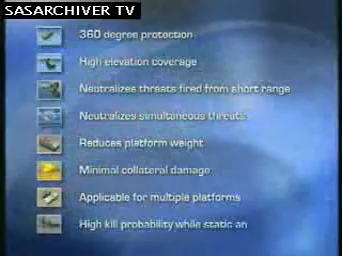 SASARCHIVER TV
360 degree protection
High elevation coverage
Neutralizes threats fired from short range
Neutralizes simultaneous threats
Reduces platform weight
Minimal collateral damage
Applicable for multiple platforms
High kill probability while static an